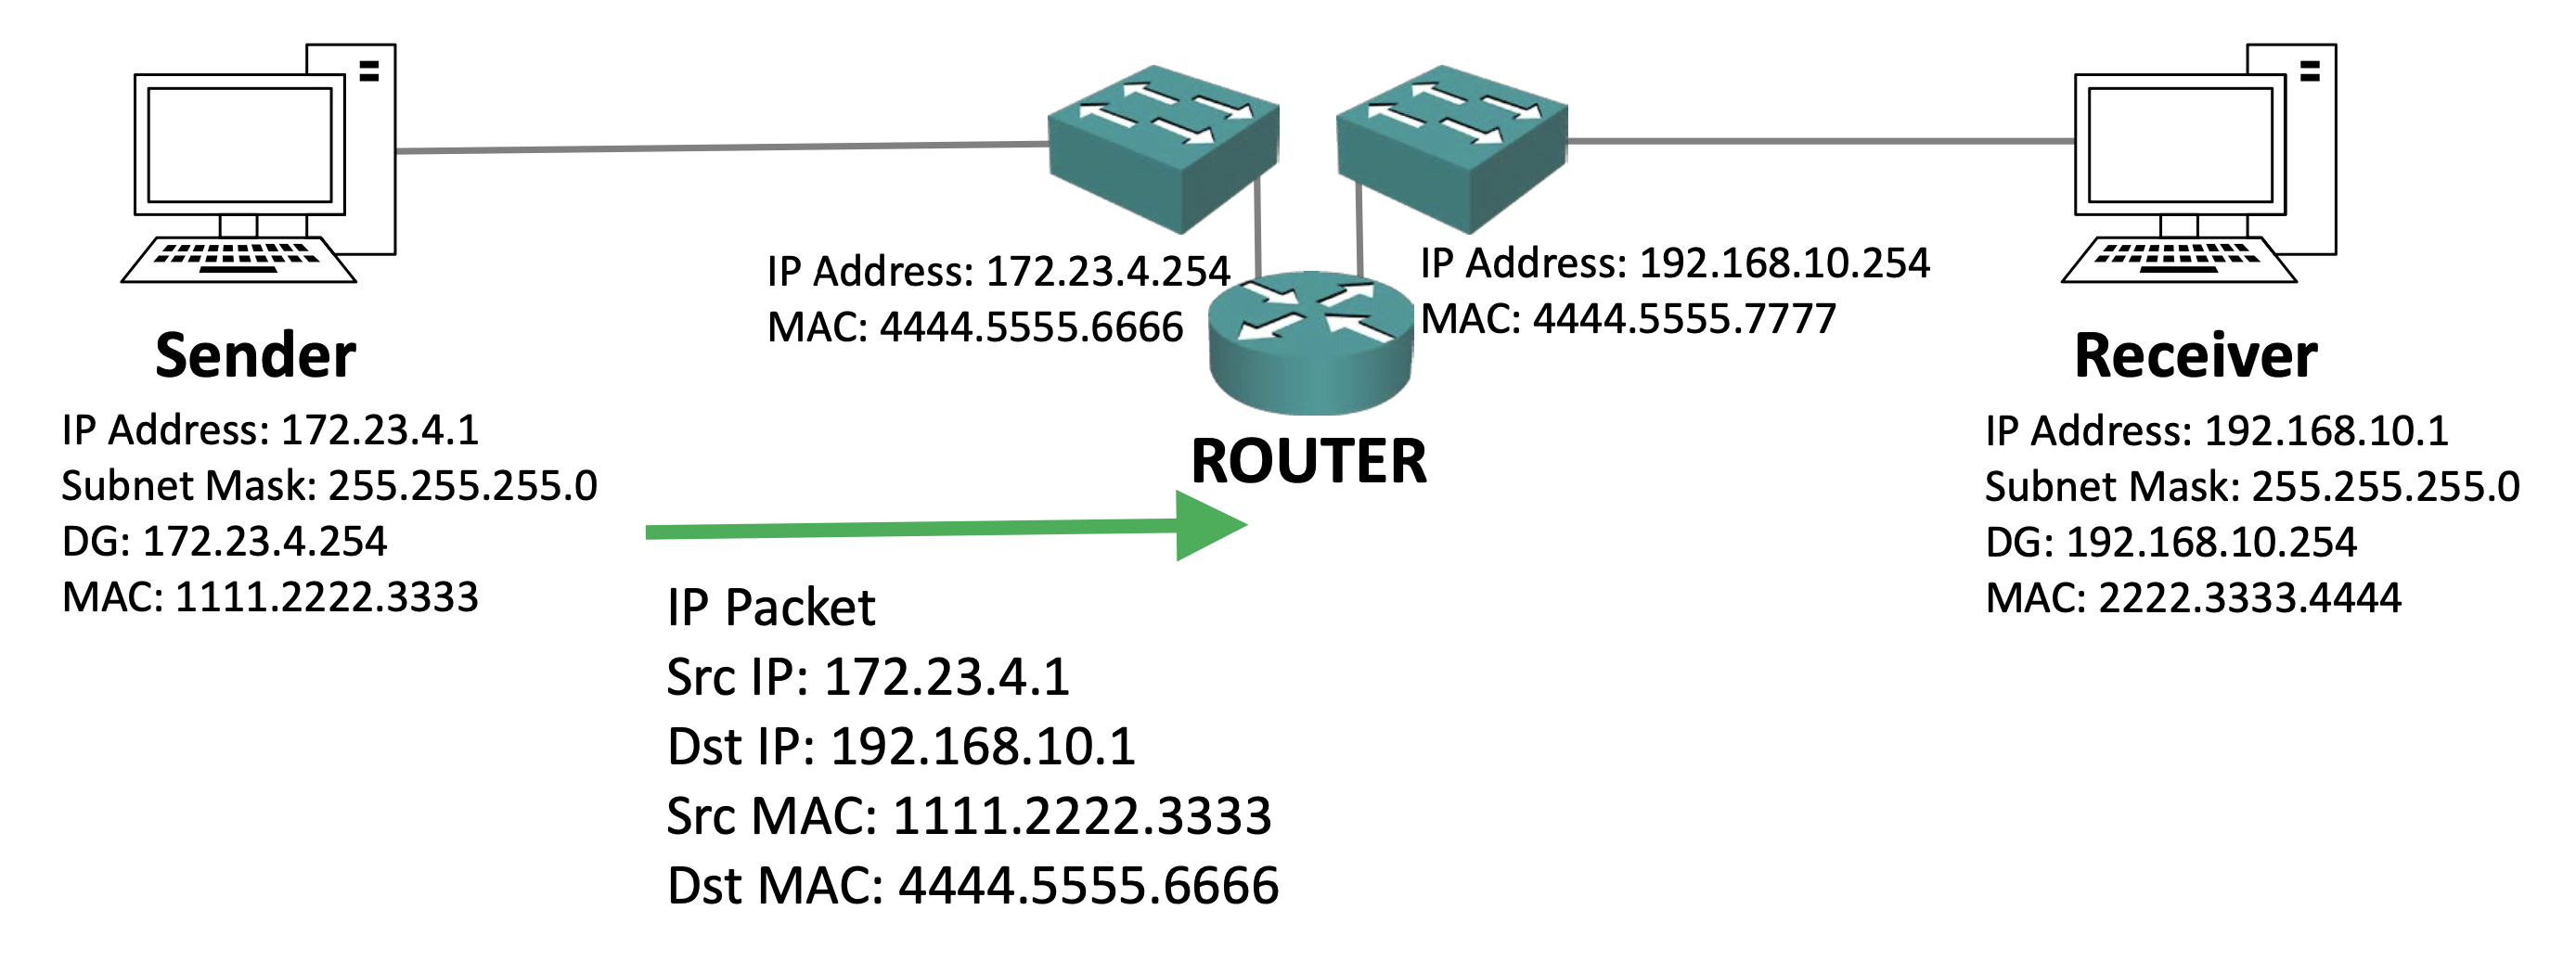 IP Address: 172.23.4.254
MAC: 4444.5555.6666
IP Address: 192.168.10.254
MAC: 4444.5555.7777
Sender
IP Address: 172.23.4.1
Subnet Mask: 255.255.255.0
DG: 172.23.4.254
MAC: 1111.2222.3333
ROUTER
Receiver
IP Address: 192.168.10.1
Subnet Mask: 255.255.255.0
DG: 192.168.10.254
MAC: 2222.3333.4444
IP Packet
Src IP: 172.23.4.1
Dst IP: 192.168.10.1
Src MAC: 1111.2222.3333
Dst MAC: 4444.5555.6666